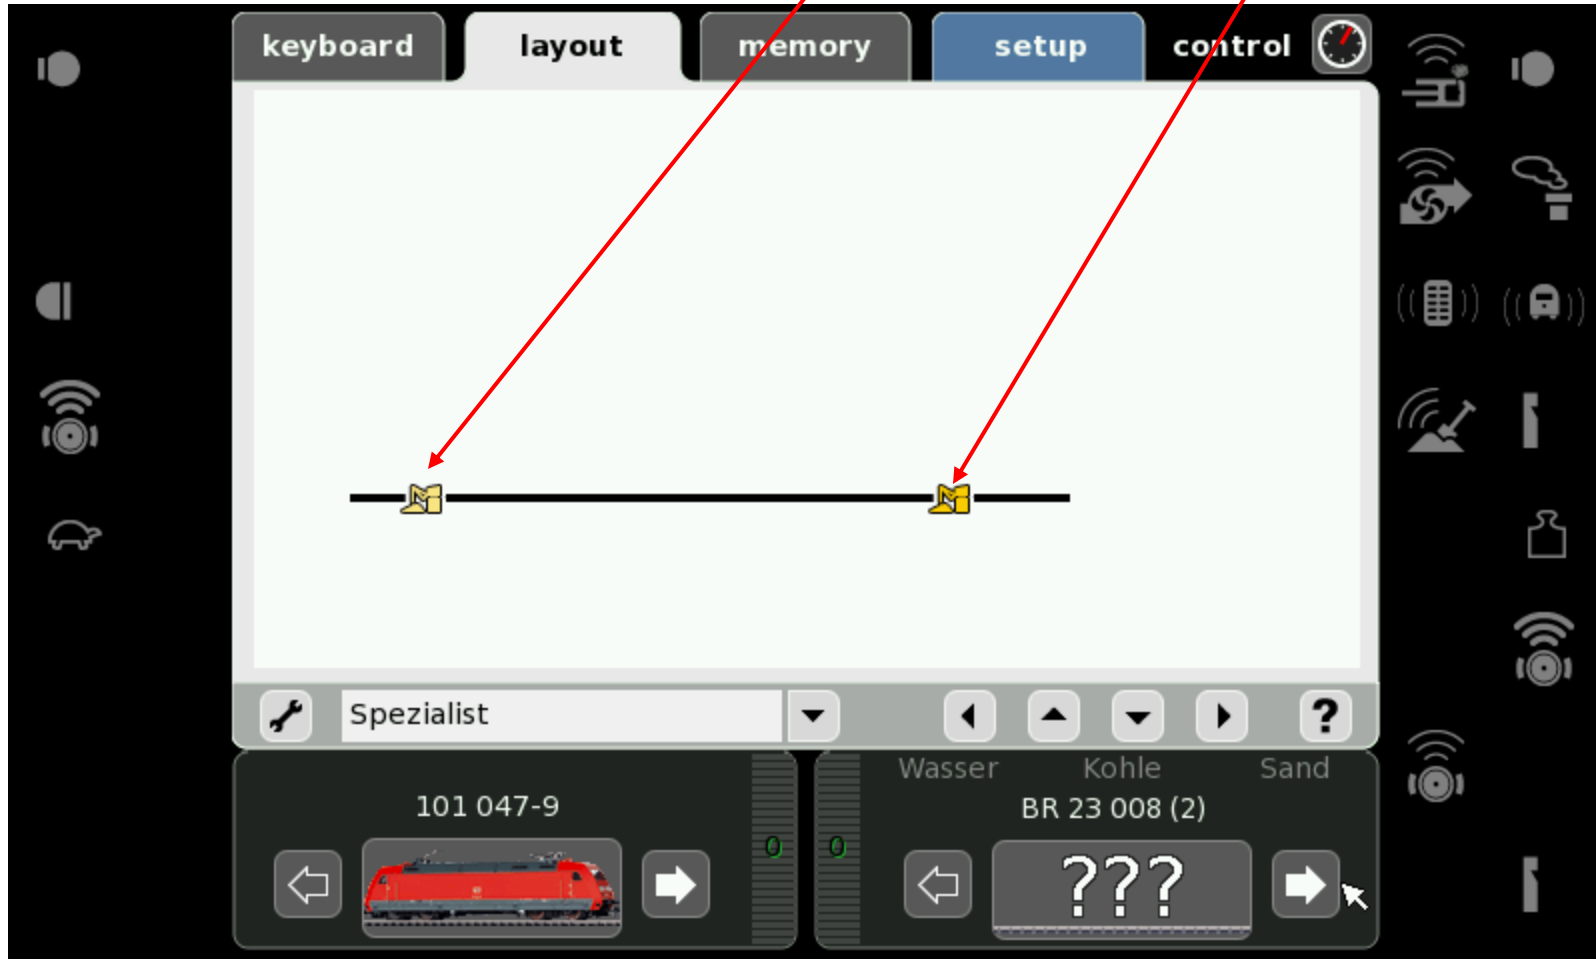 keyboard layout memory setup control
Spezialist ?
Wasser Kohle Sand
101 047-9 BR 23 008 (2)
0 0
???